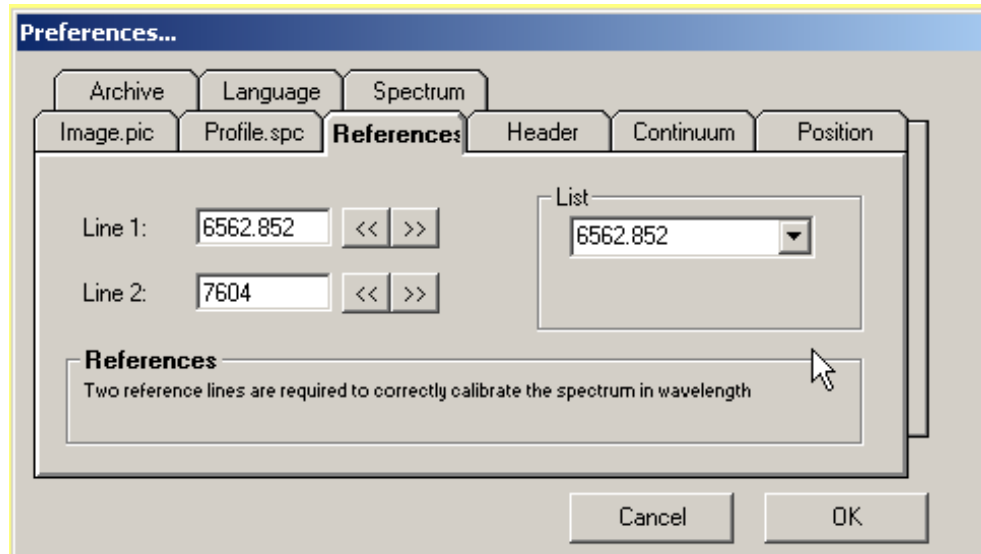 Preferences...
Archive Language Spectrum
Image.pic Profile.spc References Header Continuum Position
List
Line 1: 6562.852 << >> 6562.852
Line 2: 7604 << >>
References
Two reference lines are required to correctly calibrate the spectrum in wavelength
Cancel OK